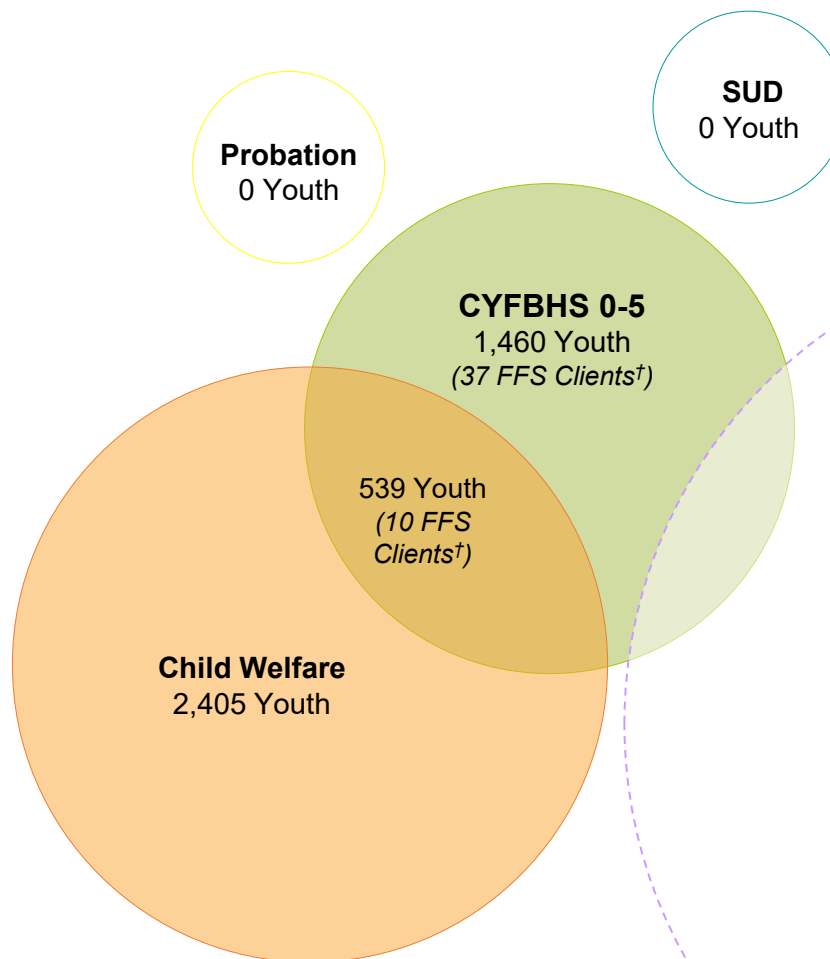 SUD
0 Youth
Probation
0 Youth
CYFBHS 0-5
1,460 Youth
(37 FFS Clients†)
539 Youth
(10 FFS
Clients†)
Child Welfare
2,405 Youth